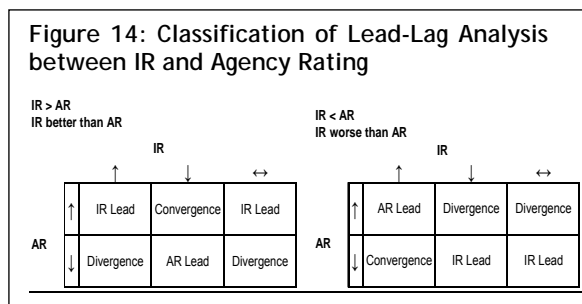 Figure 14: Classification of Lead-Lag Analysis
between IR and Agency Rating
IR > AR
IR better than AR
IR
↑ ↓ ↔
↑ IR Lead Convergence IR Lead
AR
↓ Divergence AR Lead Divergence
IR < AR
IR worse than AR
IR
↑ ↓ ↔
↑ AR Lead Divergence Divergence
AR
↓ Convergence IR Lead IR Lead